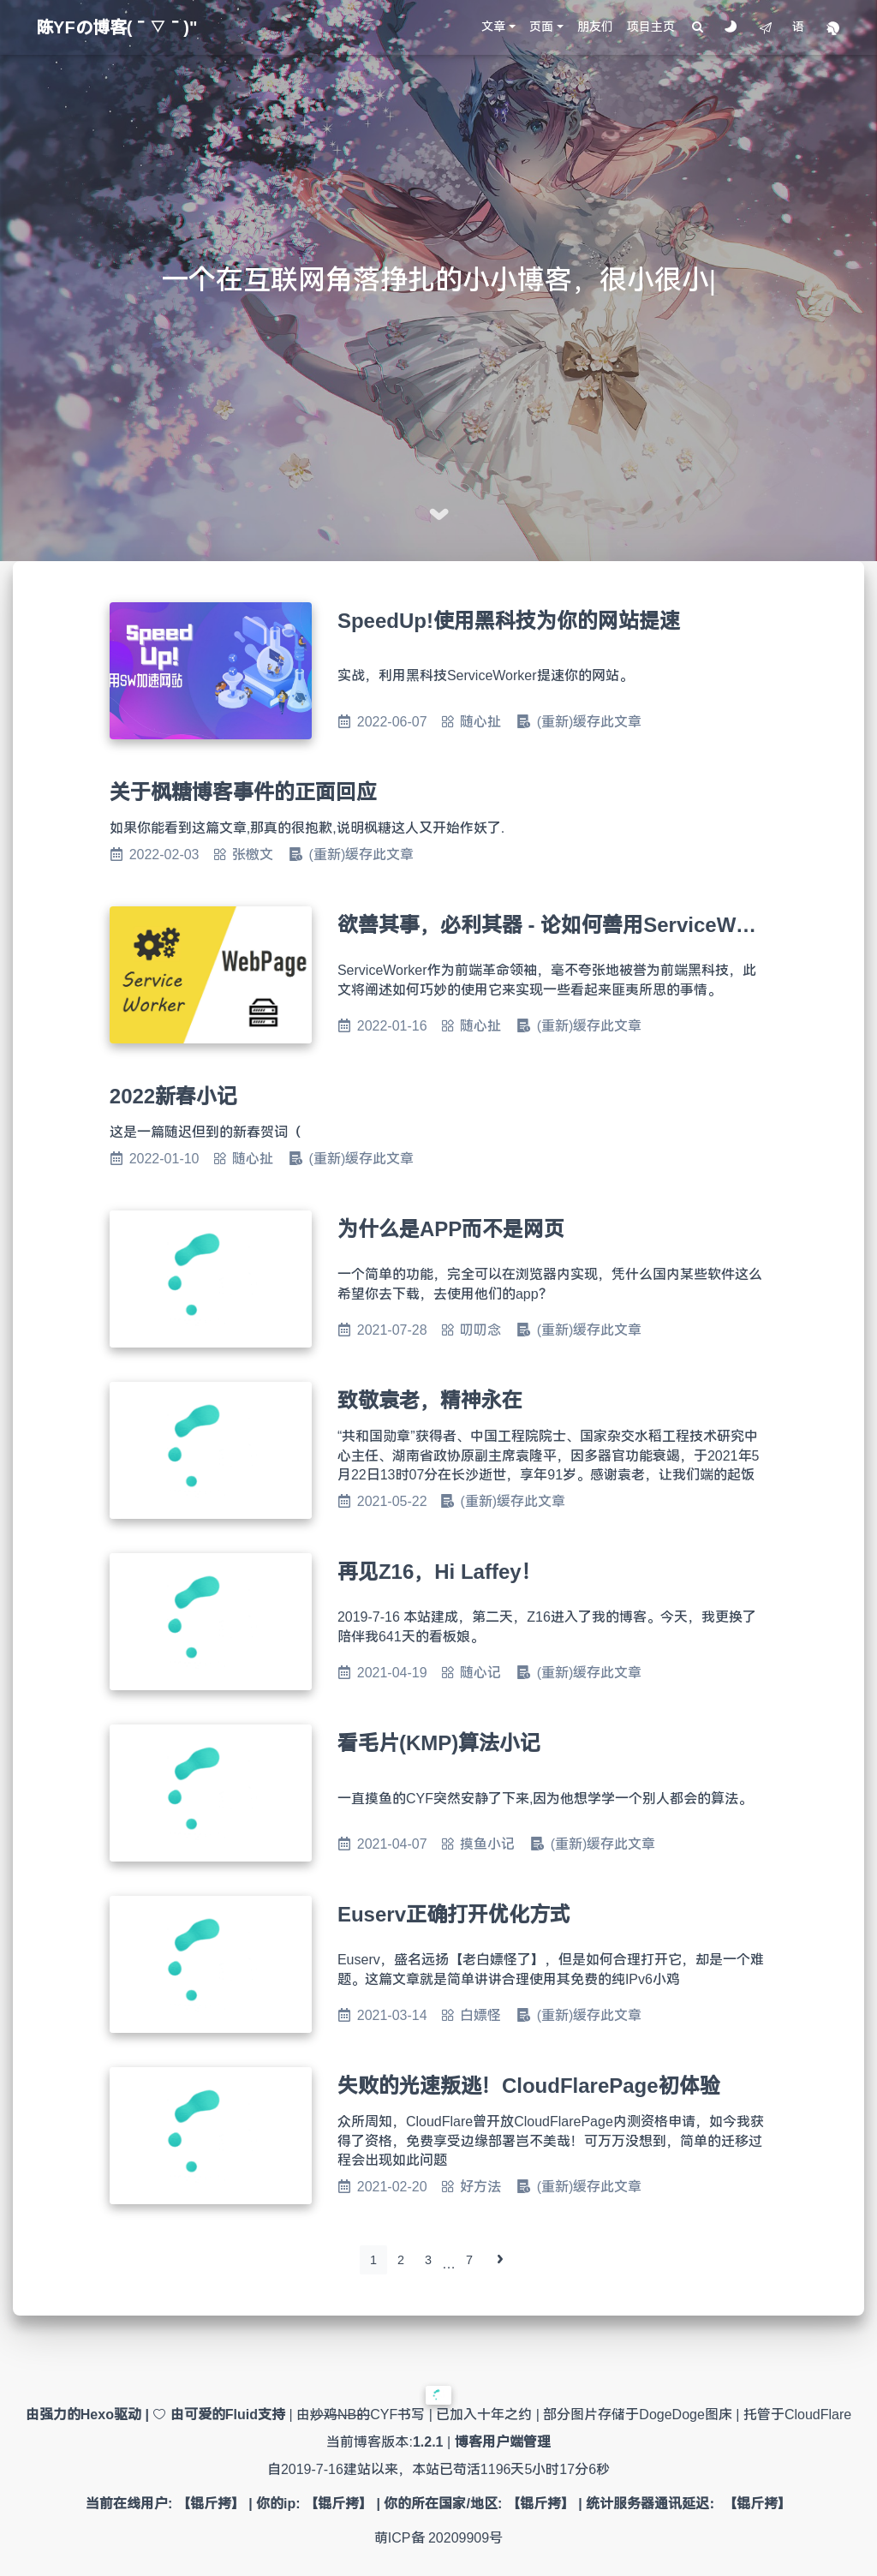 陈YFの博客(¯▽¯)"
文章 页面 朋友们 项目主页 语
一个在互联网角落挣扎的小小博客，很小很小|
Speed
Up!
用SW加速网站
SpeedUp!使用黑科技为你的网站提速
实战，利用黑科技ServiceWorker提速你的网站。
2022-06-07 随心扯 (重新)缓存此文章
关于枫糖博客事件的正面回应
如果你能看到这篇文章,那真的很抱歉,说明枫糖这人又开始作妖了.
2022-02-03 张檄文 (重新)缓存此文章
Service
Worker
WebPage
欲善其事，必利其器 - 论如何善用ServiceW…
ServiceWorker作为前端革命领袖，毫不夸张地被誉为前端黑科技，此
文将阐述如何巧妙的使用它来实现一些看起来匪夷所思的事情。
2022-01-16 随心扯 (重新)缓存此文章
2022新春小记
这是一篇随迟但到的新春贺词（
2022-01-10 随心扯 (重新)缓存此文章
为什么是APP而不是网页
一个简单的功能，完全可以在浏览器内实现，凭什么国内某些软件这么
希望你去下载，去使用他们的app？
2021-07-28 叨叨念 (重新)缓存此文章
致敬袁老，精神永在
“共和国勋章”获得者、中国工程院院士、国家杂交水稻工程技术研究中
心主任、湖南省政协原副主席袁隆平，因多器官功能衰竭，于2021年5
月22日13时07分在长沙逝世，享年91岁。感谢袁老，让我们端的起饭
2021-05-22 (重新)缓存此文章
再见Z16，Hi Laffey！
2019-7-16 本站建成，第二天，Z16进入了我的博客。今天，我更换了
陪伴我641天的看板娘。
2021-04-19 随心记 (重新)缓存此文章
看毛片(KMP)算法小记
一直摸鱼的CYF突然安静了下来,因为他想学学一个别人都会的算法。
2021-04-07 摸鱼小记 (重新)缓存此文章
Euserv正确打开优化方式
Euserv，盛名远扬【老白嫖怪了】，但是如何合理打开它，却是一个难
题。这篇文章就是简单讲讲合理使用其免费的纯IPv6小鸡
2021-03-14 白嫖怪 (重新)缓存此文章
失败的光速叛逃！CloudFlarePage初体验
众所周知，CloudFlare曾开放CloudFlarePage内测资格申请，如今我获
得了资格，免费享受边缘部署岂不美哉！可万万没想到，简单的迁移过
程会出现如此问题
2021-02-20 好方法 (重新)缓存此文章
1 2 3 … 7
由强力的Hexo驱动 | ♡ 由可爱的Fluid支持 | 由炒鸡NB的CYF书写 | 已加入十年之约 | 部分图片存储于DogeDoge图床 | 托管于CloudFlare
当前博客版本:1.2.1 | 博客用户端管理
自2019-7-16建站以来，本站已苟活1196天5小时17分6秒
当前在线用户: 【锟斤拷】 | 你的ip: 【锟斤拷】 | 你的所在国家/地区: 【锟斤拷】 | 统计服务器通讯延迟: 【锟斤拷】
萌ICP备 20209909号